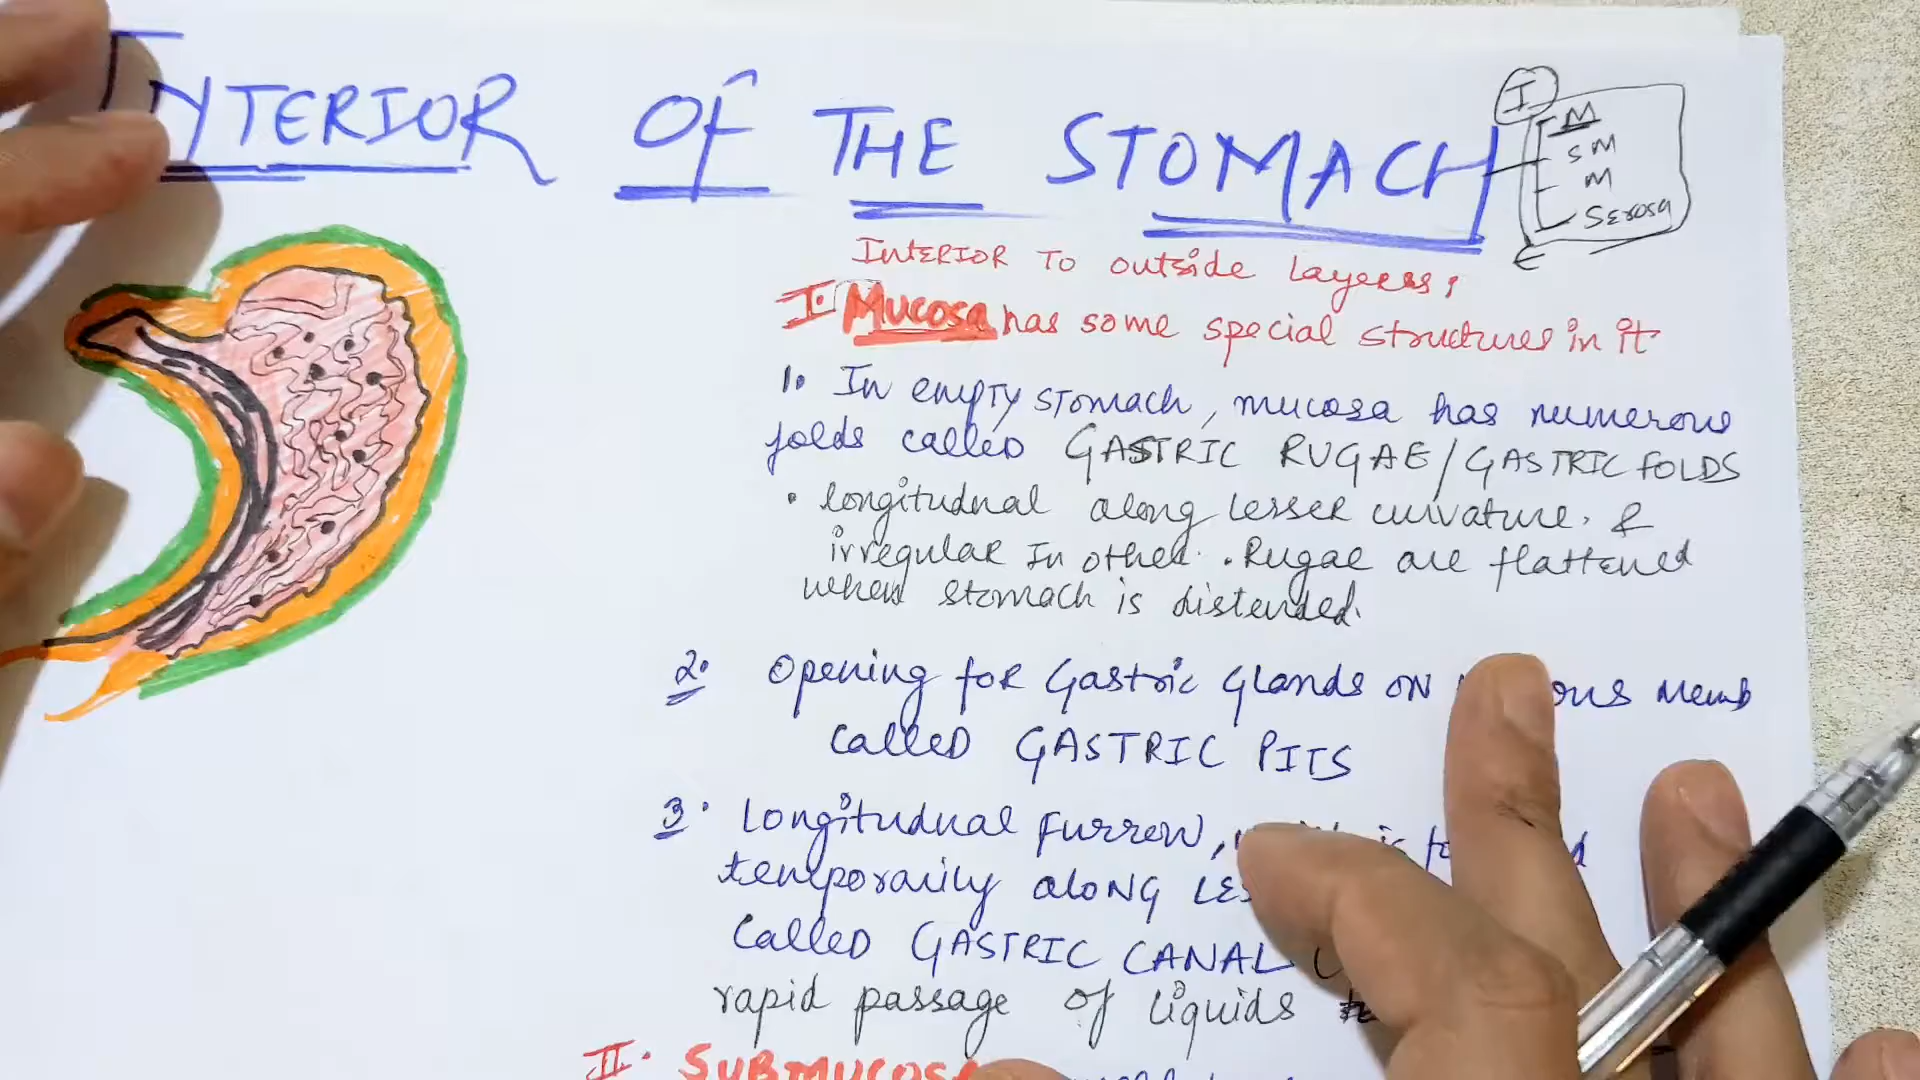 INTERIOR OF THE STOMACH
I
M
SM
M
SEROSA
INTERIOR TO OUTSIDE LAYERS;
I. MUCOSA has some special structures in it
1. In empty stomach, mucosa has numerous
folds called GASTRIC RUGAE/GASTRIC FOLDS
• longitudnal along lesser curvature. &
irregular In other. . Rugae are flattened
when stomach is distended.
2. Opening for Gastric Glands ON Memb
called GASTRIC PITS
3. Longitudnal Furrow,
temporarily along
called GASTRIC CANAL
rapid passage of liquids
II. SUBMUCOSA